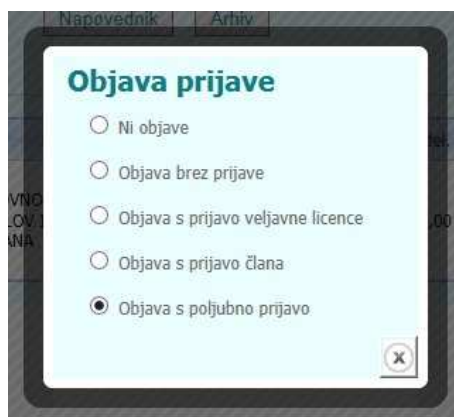 Napovednik Arhiv
Objava prijave
Ni objave
Objava brez prijave
Objava s prijavo veljavne licence
Objava s prijavo člana
Objava s poljubno prijavo
x